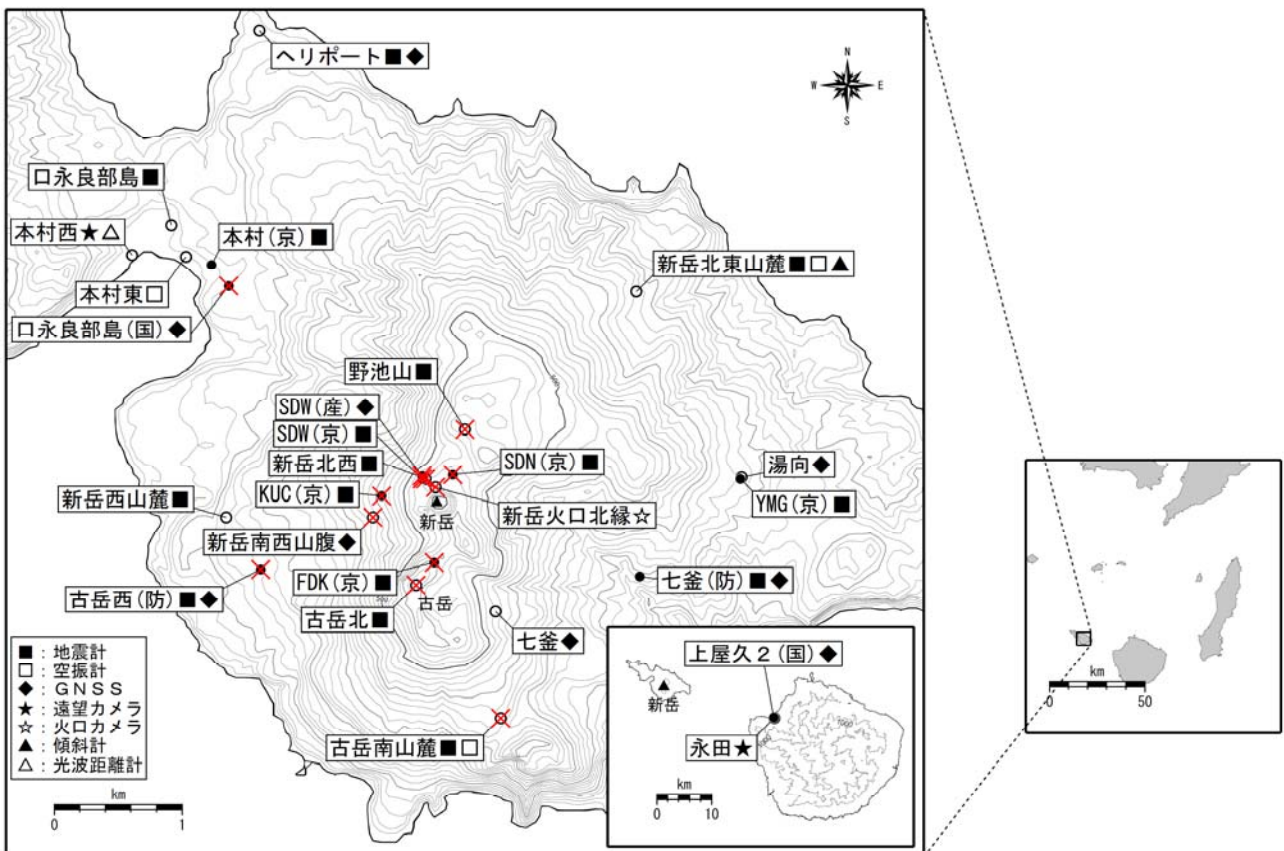 ヘリポート■◆
N
W E
S
口永良部島■
本村西★△
本村(京)■
新岳北東山麓■□▲
本村東□
口永良部島(国)◆
野池山■
SDW(産)◆
SDW(京)■
新岳北西■
SDN(京)■
湯向◆
KUC(京)■
YMG(京)■
新岳西山麓■
新岳
新岳火口北縁☆
新岳南西山腹◆
FDK(京)■
七釜(防)■◆
古岳西(防)■◆
古岳北■
古岳
七釜◆
古岳南山麓■□
■:地震計
□:空振計
◆:GNSS
★:遠望カメラ
☆:火口カメラ
▲:傾斜計
△:光波距離計
km
0 1
上屋久2(国)◆
新岳
永田★
km
0 10
km
0 50